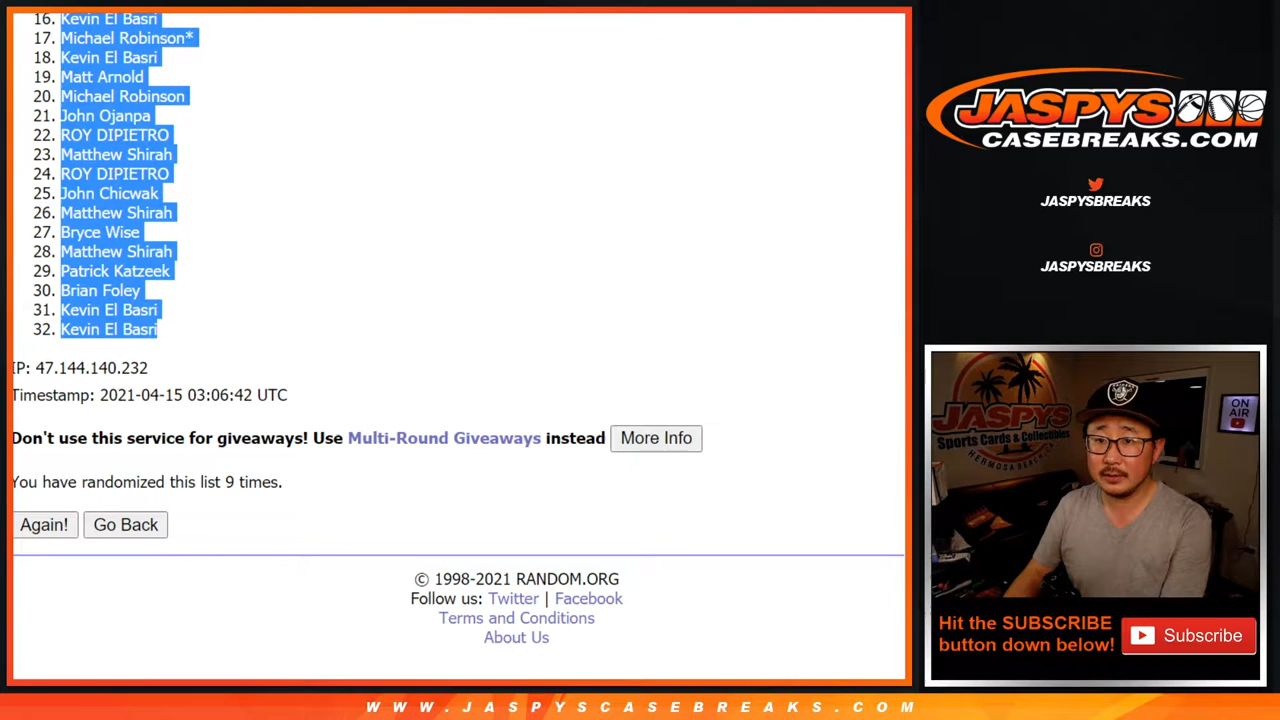 16. Kevin El Basri
17. Michael Robinson*
18. Kevin El Basri
19. Matt Arnold
20. Michael Robinson
21. John Ojanpa
22. ROY DIPIETRO
23. Matthew Shirah
24. ROY DIPIETRO
25. John Chicwak
26. Matthew Shirah
27. Bryce Wise
28. Matthew Shirah
29. Patrick Katzeek
30. Brian Foley
31. Kevin El Basri
32. Kevin El Basri
IP: 47.144.140.232
Timestamp: 2021-04-15 03:06:42 UTC
Don't use this service for giveaways! Use Multi-Round Giveaways instead More Info
You have randomized this list 9 times.
Again! Go Back
© 1998-2021 RANDOM.ORG
Follow us: Twitter | Facebook
Terms and Conditions
About Us
JASPYS
CASEBREAKS.COM
JASPYSBREAKS
JASPYSBREAKS
JASPYS
Sports Cards & Collectibles
HERMOSA BEACH, CA
RAIDERS
ON
AIR
Hit the SUBSCRIBE
button down below!
Subscribe
WWW.JASPYSCASEBREAKS.COM